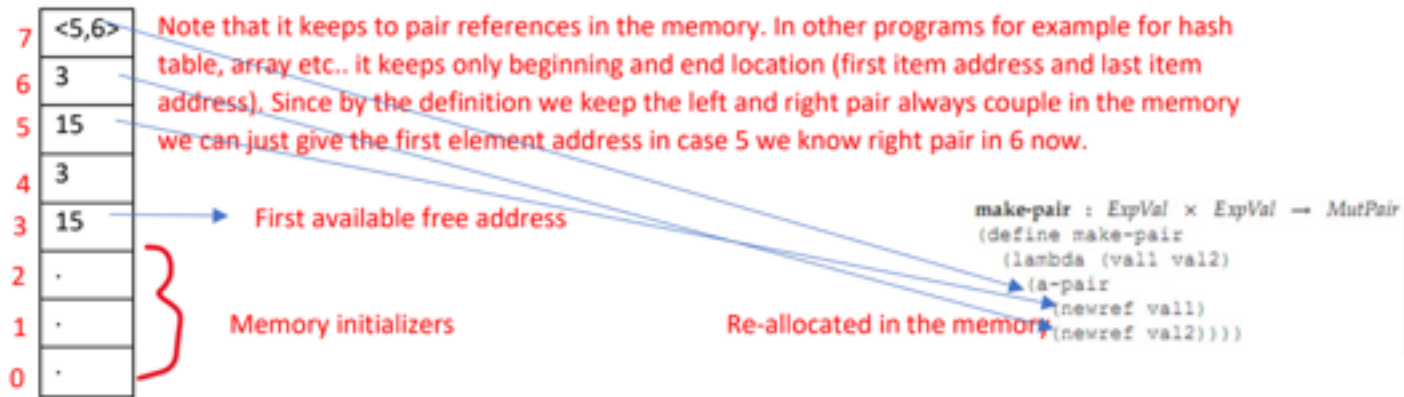 7 <5,6> Note that it keeps to pair references in the memory. In other programs for example for hash
table, array etc.. it keeps only beginning and end location (first item address and last item
6 3
address). Since by the definition we keep the left and right pair always couple in the memory
5 15
we can just give the first element address in case 5 we know right pair in 6 now.
4 3
3 15 First available free address
make-pair : ExpVal × ExpVal → MutPair
(define make-pair
(lambda (val1 val2)
(a-pair
(newref val1)
(newref val2))))
2 .
1 . Memory initializers Re-allocated in the memory
0 .